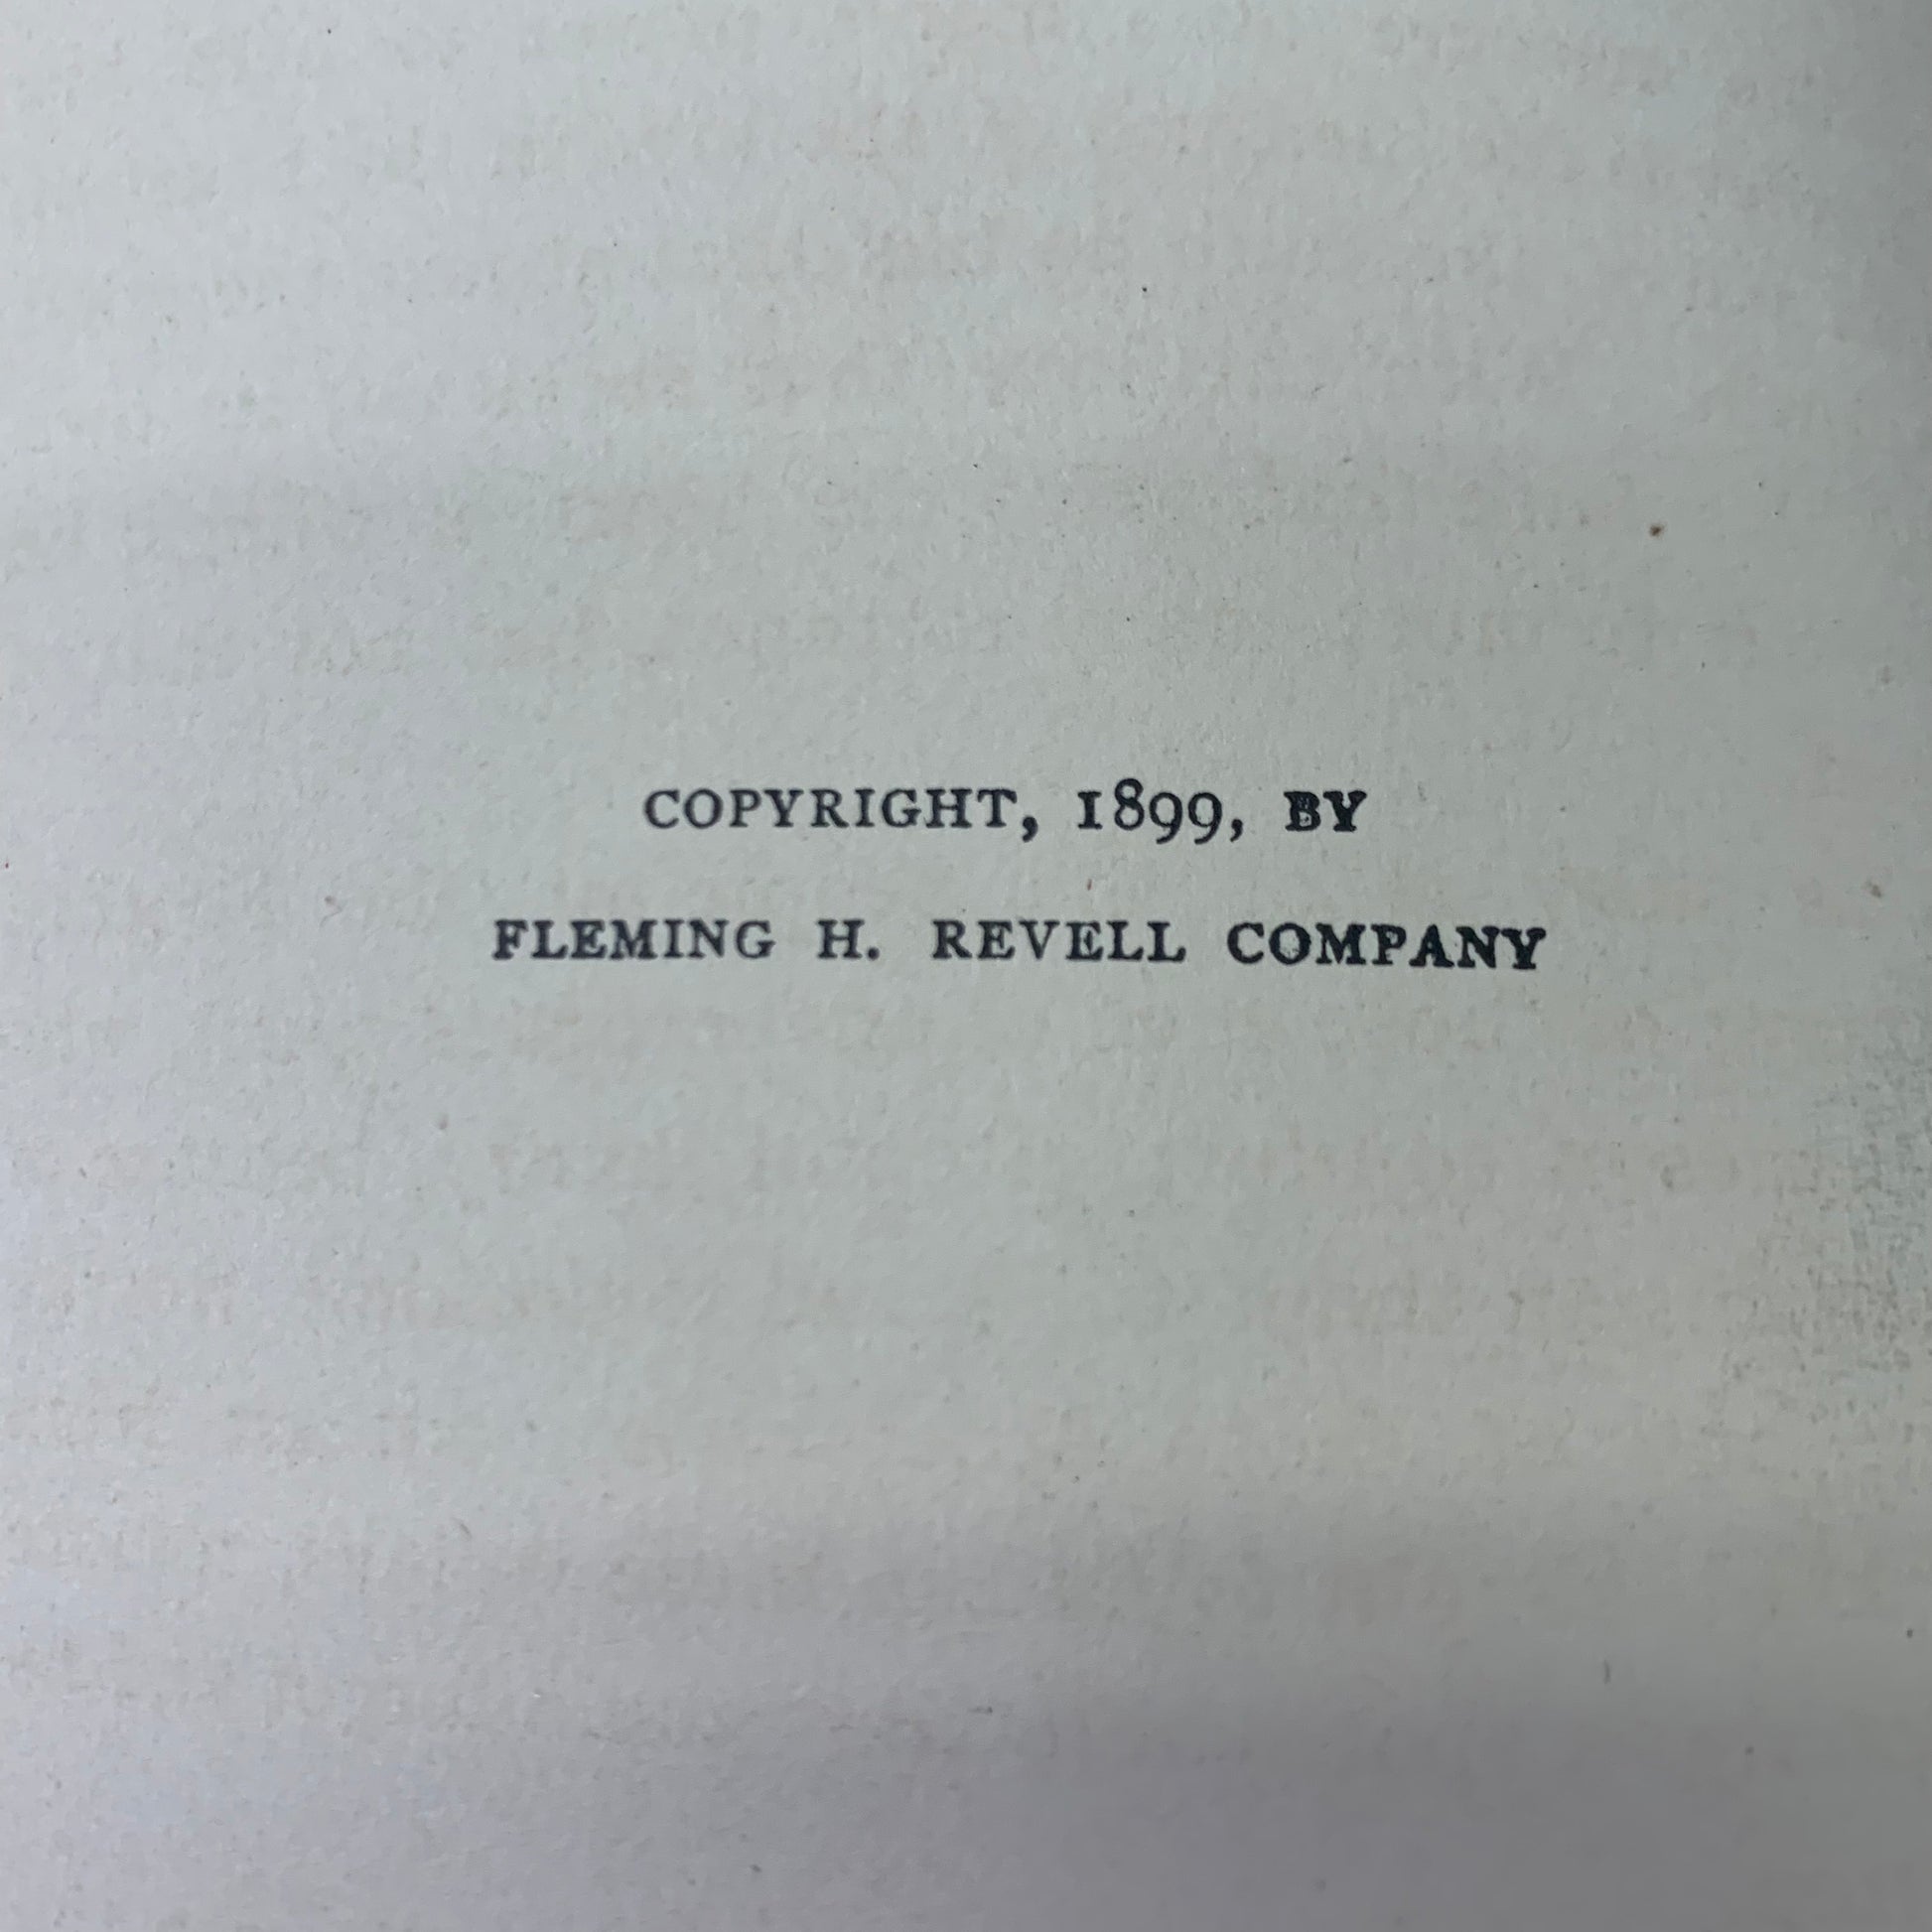 COPYRIGHT, 1899, BY
FLEMING H. REVELL COMPANY